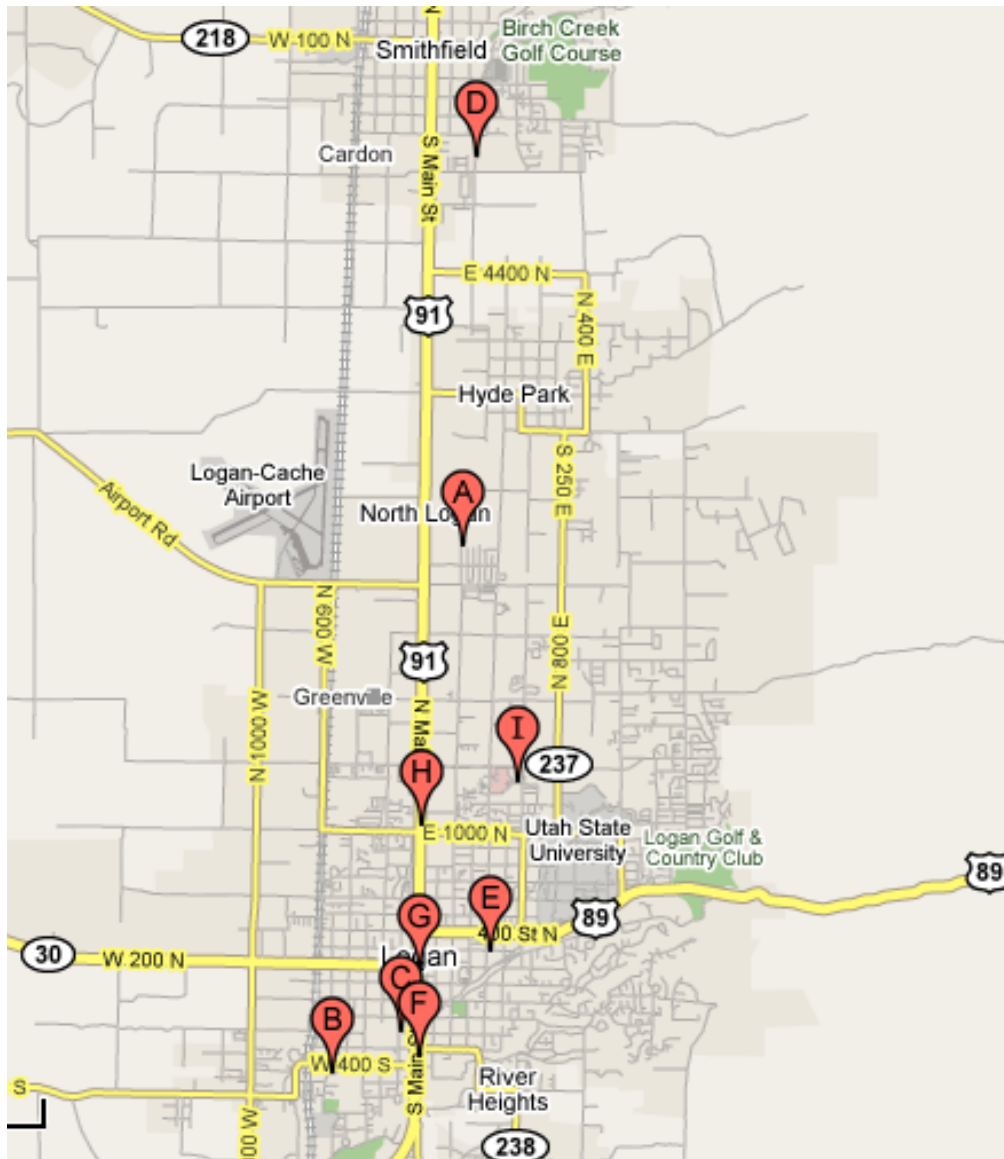 N
218
W 100 N
Smithfield
Birch Creek
Golf Course
D
Cardon
S Main St
E 4400 N
91
N 400 E
Hyde Park
S 250 E
Logan-Cache
Airport
A
North Logan
Airport Rd
N 600 W
N 800 E
91
Greenville
N Ma
N 1000 W
I
237
H
E 1000 N
Utah State
University
Logan Golf &
Country Club
89
E
G
89
400 St N
30
W 200 N
Logan
C
F
B
W 400 S
S Main S
S
River
Heights
00 W
238